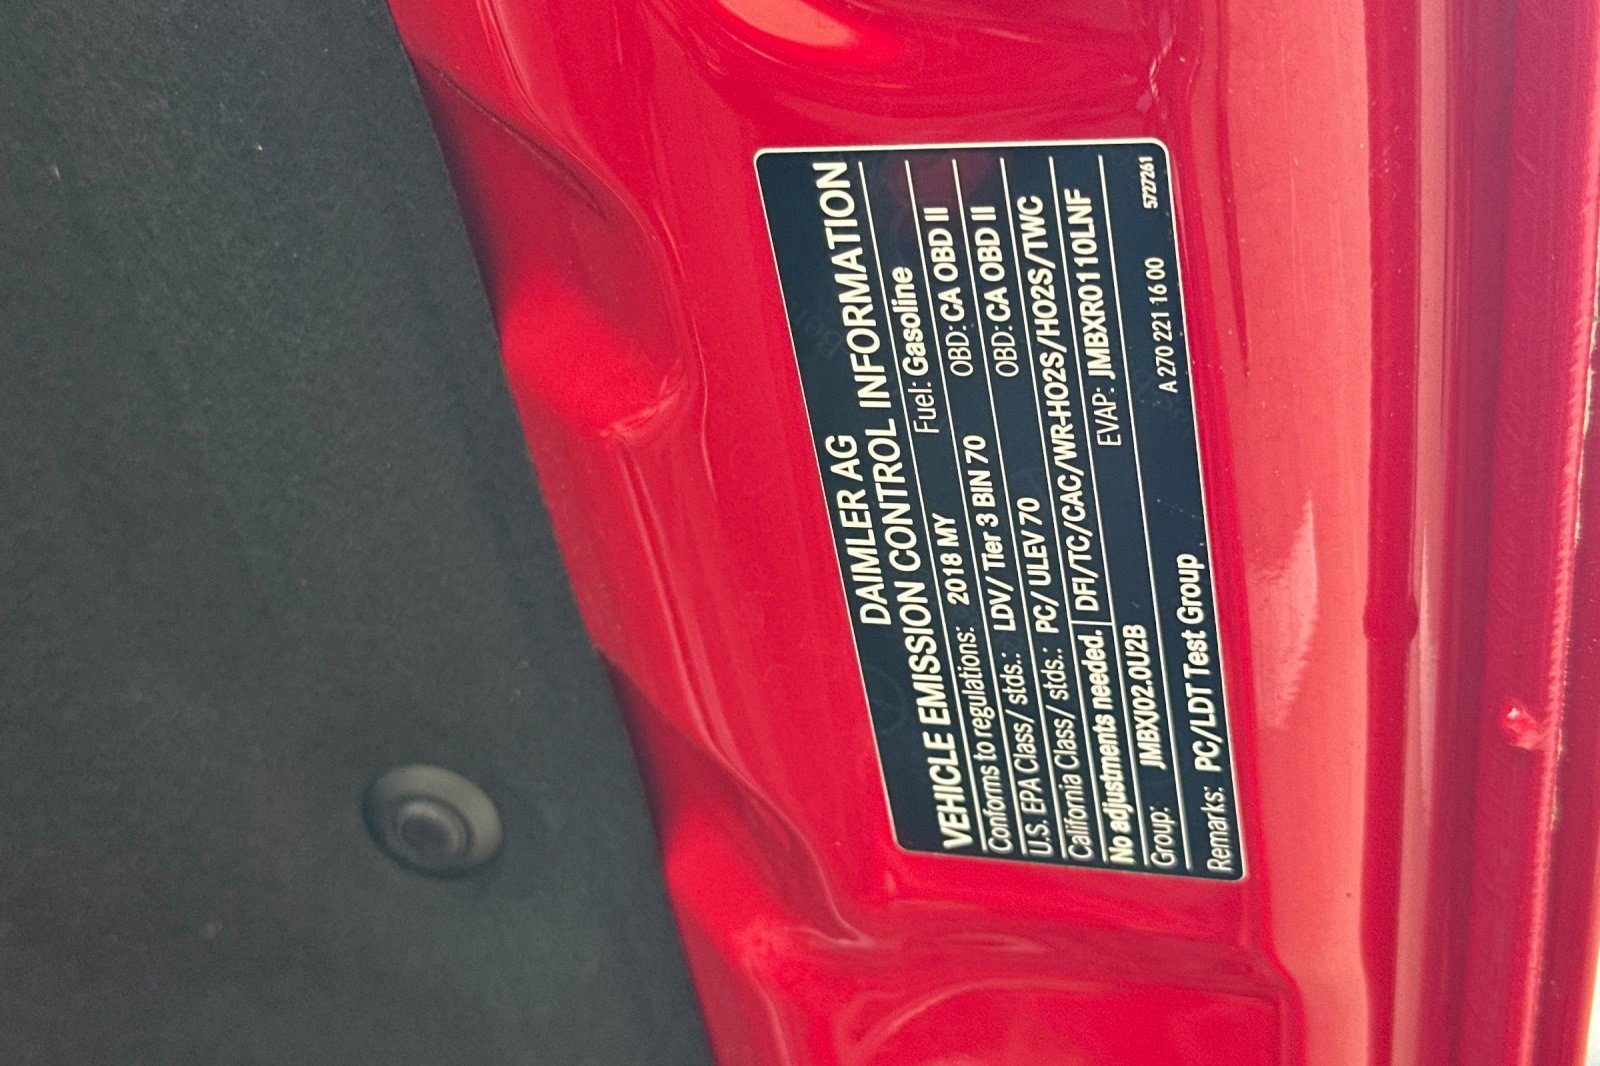 DAIMLER AG
VEHICLE EMISSION CONTROL INFORMATION
Conforms to regulations: 2018 MY Fuel: Gasoline
U.S. EPA Class/ stds.: LDV/ Tier 3 BIN 70 OBD: CA OBD II
California Class/ stds.: PC/ ULEV 70 OBD: CA OBD II
No adjustments needed. DFI/TC/CAC/WR-HO2S/HO2S/TWC
Group: JMBXJ02.0U2B EVAP: JMBXR0110LNF
Remarks: PC/LDT Test Group A 270 221 16 00 5727261